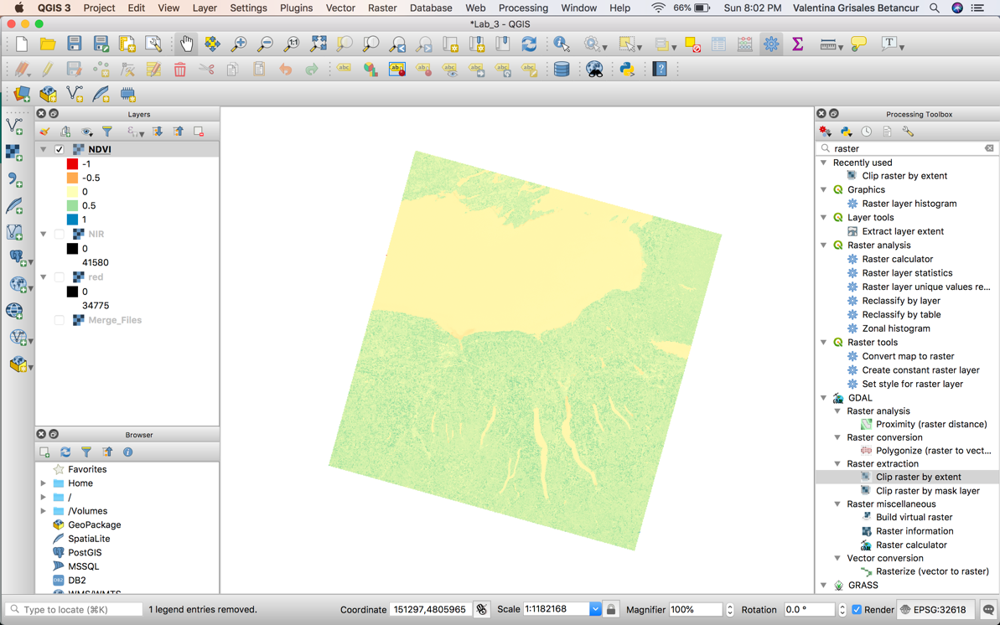 QGIS 3 Project Edit View Layer Settings Plugins Vector Raster Database Web Processing Window Help 66% Sun 8:02 PM Valentina Grisales Betancur
*Lab_3 - QGIS
Layers
NDVI
-1
-0.5
0
0.5
1
NIR
0
41580
red
0
34775
Merge_Files
Browser
Favorites
Home
/
/Volumes
GeoPackage
SpatiaLite
PostGIS
MSSQL
DB2
WMS/WMTS
Processing Toolbox
raster
Recently used
Clip raster by extent
Graphics
Raster layer histogram
Layer tools
Extract layer extent
Raster analysis
Raster calculator
Raster layer statistics
Raster layer unique values re...
Reclassify by layer
Reclassify by table
Zonal histogram
Raster tools
Convert map to raster
Create constant raster layer
Set style for raster layer
GDAL
Raster analysis
Proximity (raster distance)
Raster conversion
Polygonize (raster to vect...
Raster extraction
Clip raster by extent
Clip raster by mask layer
Raster miscellaneous
Build virtual raster
Raster information
Raster calculator
Vector conversion
Rasterize (vector to raster)
GRASS
Type to locate (⌘K) 1 legend entries removed. Coordinate 151297,4805965 Scale 1:1182168 Magnifier 100% Rotation 0.0 ° Render EPSG:32618